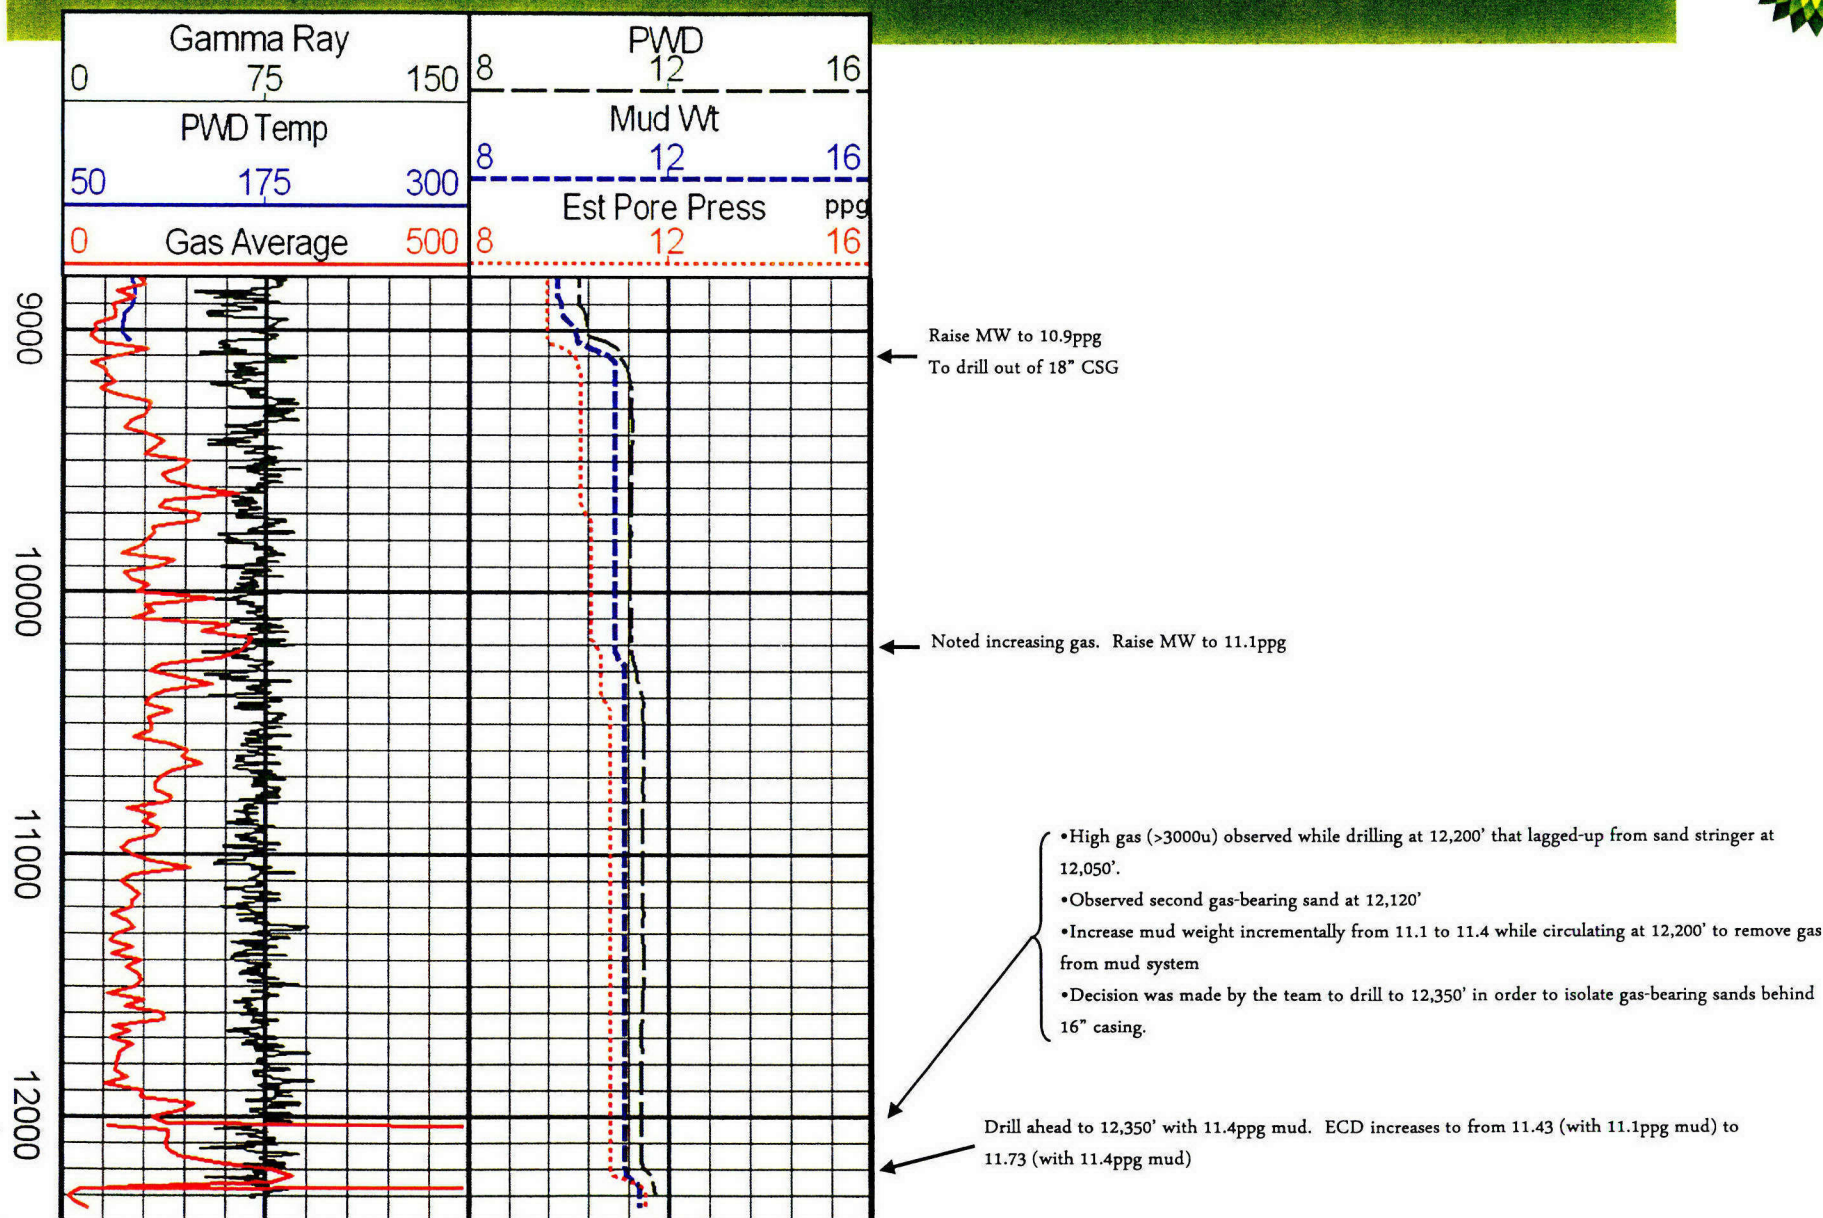 Gamma Ray
0 75 150
PWD Temp
50 175 300
0 Gas Average 500
PWD
8 12 16
Mud Wt
8 12 16
Est Pore Press ppg
8 12 16
9000
10000
11000
12000
Raise MW to 10.9ppg
To drill out of 18” CSG
Noted increasing gas. Raise MW to 11.1ppg
•High gas (>3000u) observed while drilling at 12,200’ that lagged-up from sand stringer at
12,050’.
•Observed second gas-bearing sand at 12,120’
•Increase mud weight incrementally from 11.1 to 11.4 while circulating at 12,200’ to remove gas
from mud system
•Decision was made by the team to drill to 12,350’ in order to isolate gas-bearing sands behind
16” casing.
Drill ahead to 12,350’ with 11.4ppg mud. ECD increases to from 11.43 (with 11.1ppg mud) to
11.73 (with 11.4ppg mud)